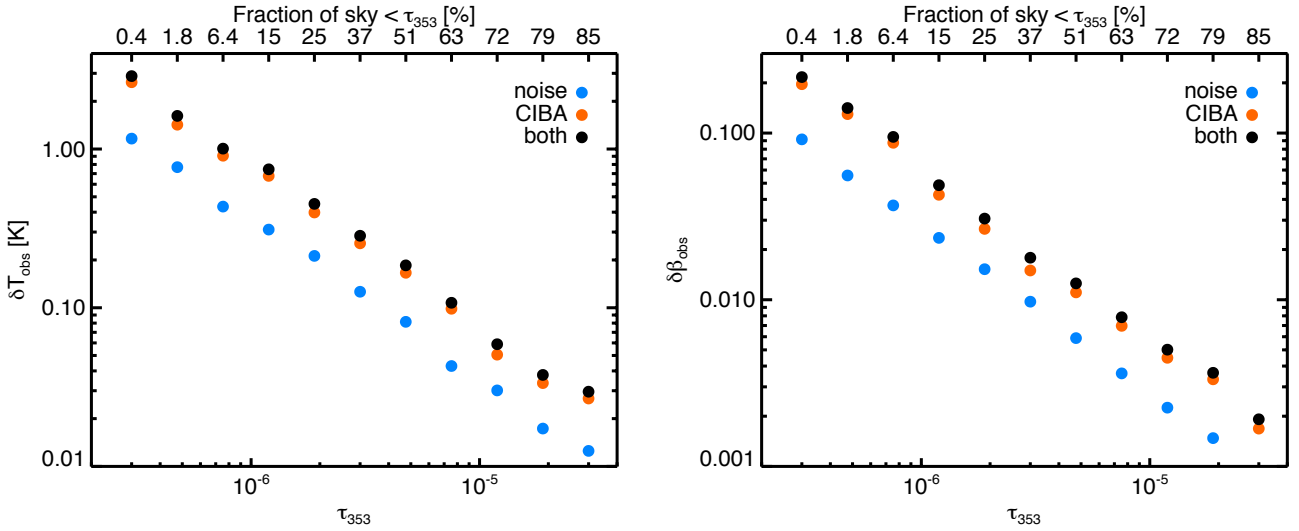 Fraction of sky < τ353 [%]
0.4 1.8 6.4 15 25 37 51 63 72 79 85
noise
CIBA
both
1.00
0.10
0.01
δTobs [K]
10-6 10-5
τ353
Fraction of sky < τ353 [%]
0.4 1.8 6.4 15 25 37 51 63 72 79 85
noise
CIBA
both
0.100
0.010
0.001
δβobs
10-6 10-5
τ353